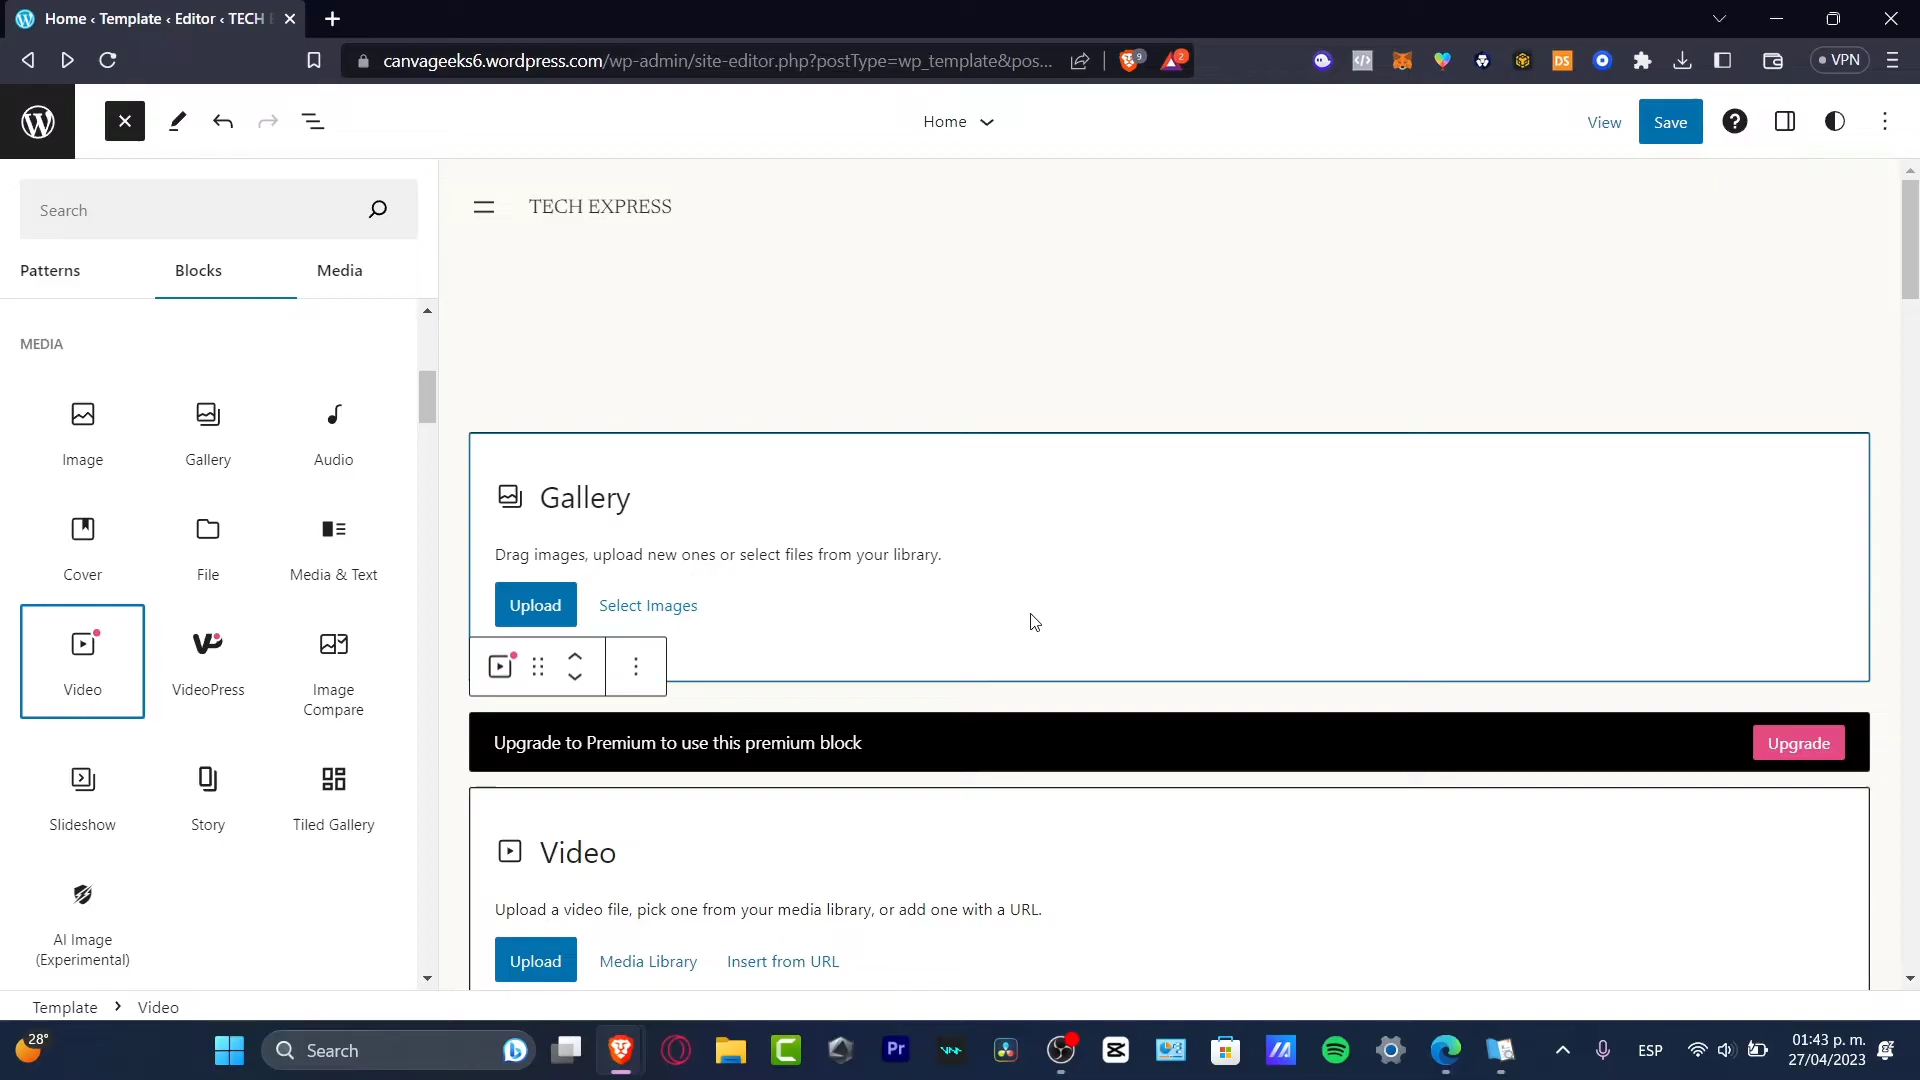 Home ‹ Template ‹ Editor ‹ TECH E
canvageeks6.wordpress.com/wp-admin/site-editor.php?postType=wp_template&pos...
9
2
DS
VPN
Home
View
Save
Search
Patterns
Blocks
Media
TECH EXPRESS
MEDIA
Image
Gallery
Audio
Cover
File
Media & Text
Video
VideoPress
Image
Compare
Slideshow
Story
Tiled Gallery
AI Image
(Experimental)
Gallery
Drag images, upload new ones or select files from your library.
Upload
Select Images
Upgrade to Premium to use this premium block
Upgrade
Video
Upload a video file, pick one from your media library, or add one with a URL.
Upload
Media Library
Insert from URL
Template
Video
28°
Search
Pr
ESP
01:43 p. m.
27/04/2023